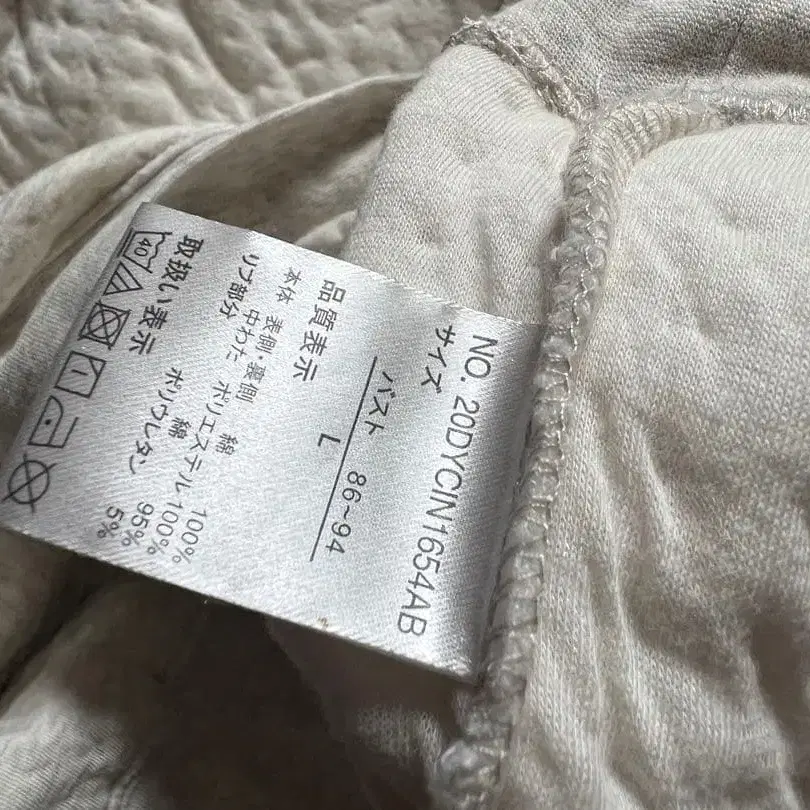 NO. 20DYCIN1654AB
サイズ
バスト 86~94
L
品質表示
本体 表側・裏側 綿 100%
中わた ポリエステル 100%
リブ部分 綿 95%
ポリウレタン 5%
取扱い表示
40